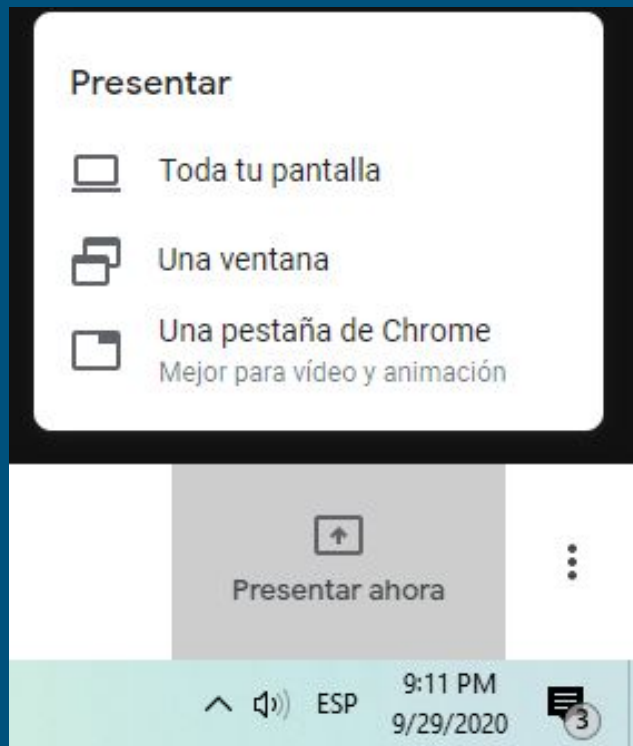 Presentar
Toda tu pantalla
Una ventana
Una pestaña de Chrome
Mejor para vídeo y animación
Presentar ahora
ESP
9:11 PM
9/29/2020
3